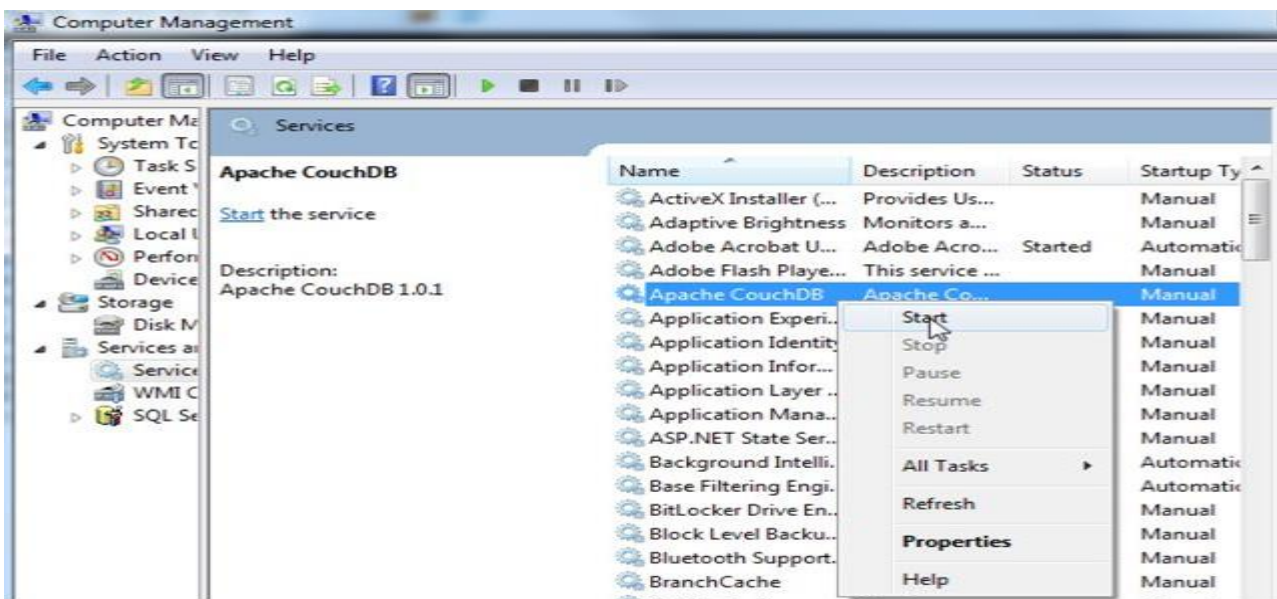 Computer Management
File Action View Help
Computer Ma
System To
Task S
Event
Shared
Local
Perfon
Device
Storage
Disk M
Services a
Service
WMI C
SQL Se
Services
Apache CouchDB
Start the service
Description:
Apache CouchDB 1.0.1
Name Description Status Startup Ty
ActiveX Installer (... Provides Us... Manual
Adaptive Brightness Monitors a... Manual
Adobe Acrobat U... Adobe Acro... Started Automatic
Adobe Flash Playe... This service ... Manual
Apache CouchDB Apache Co... Manual
Application Experi.. Manual
Application Identity Manual
Application Infor... Manual
Application Layer .. Manual
Application Mana.. Manual
ASP.NET State Ser.. Manual
Background Intelli. Automatic
Base Filtering Engi. Automatic
BitLocker Drive En.. Manual
Block Level Backu.. Manual
Bluetooth Support. Manual
BranchCache Manual
Start
Stop
Pause
Resume
Restart
All Tasks
Refresh
Properties
Help